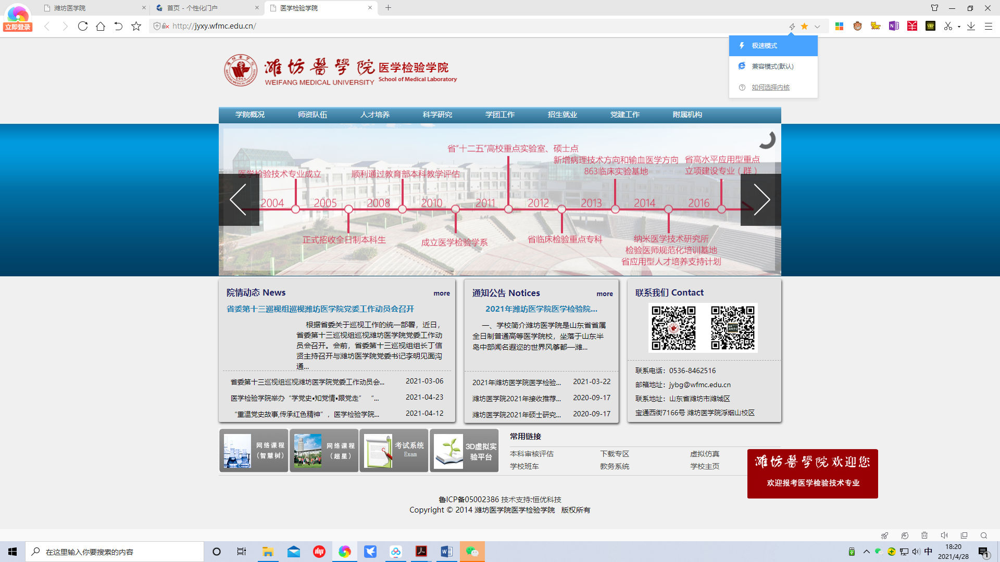 潍坊医学院
首页 - 个性化门户
医学检验学院
立即登录
http://jyxy.wfmc.edu.cn/
极速模式
兼容模式(默认)
如何选择内核
潍坊醫學院 医学检验学院
WEIFANG MEDICAL UNIVERSITY School of Medical Laboratory
学院概况 师资队伍 人才培养 科学研究 学团工作 招生就业 党建工作 附属机构
省“十二五”高校重点实验室、硕士点
新增病理技术方向和输血医学方向
863临床实验基地
省高水平应用型重点
立项建设专业（群）
医学检验技术专业成立
顺利通过教育部本科教学评估
2004 2005 2008 2010 2011 2012 2013 2014 2016
正式招收全日制本科生
成立医学检验学系
省临床检验重点专科
纳米医学技术研究所
检验医师规范化培训基地
省应用型人才培养支持计划
院情动态 News more
省委第十三巡视组巡视潍坊医学院党委工作动员会召开
根据省委关于巡视工作的统一部署，近日，
省委第十三巡视组巡视潍坊医学院党委工作动
员会召开。会前，省委第十三巡视组组长丁信
贤主持召开与潍坊医学院党委书记李明见面沟
通...
省委第十三巡视组巡视潍坊医学院党委工作动员会... 2021-03-06
医学检验学院举办“学党史•知党情•跟党走” “... 2021-04-23
“重温党史故事,传承红色精神”，医学检验学院... 2021-04-12
通知公告 Notices more
2021年潍坊医学院医学检验院...
一、学校简介潍坊医学院是山东省省属
全日制普通高等医学院校，坐落于山东半
岛中部闻名遐迩的世界风筝都—潍...
2021年潍坊医学院医学检验... 2021-03-22
潍坊医学院2021年接收推荐... 2020-09-17
潍坊医学院2021年硕士研究... 2020-09-17
联系我们 Contact
联系电话：0536-8462516
邮箱地址：jybg@wfmc.edu.cn
联系地址：山东省潍坊市潍城区
宝通西街7166号 潍坊医学院浮烟山校区
网络课程
（智慧树）
网络课程
（超星）
考试系统
Exam
3D虚拟实
验平台
常用链接
本科审核评估 下载专区 虚拟仿真
学校班车 教务系统 学校主页
潍坊醫學院欢迎您
欢迎报考医学检验技术专业
鲁ICP备05002386 技术支持:恒优科技
Copyright © 2014 潍坊医学院医学检验学院 版权所有
在这里输入你要搜索的内容
中
18:20
2021/4/28
1